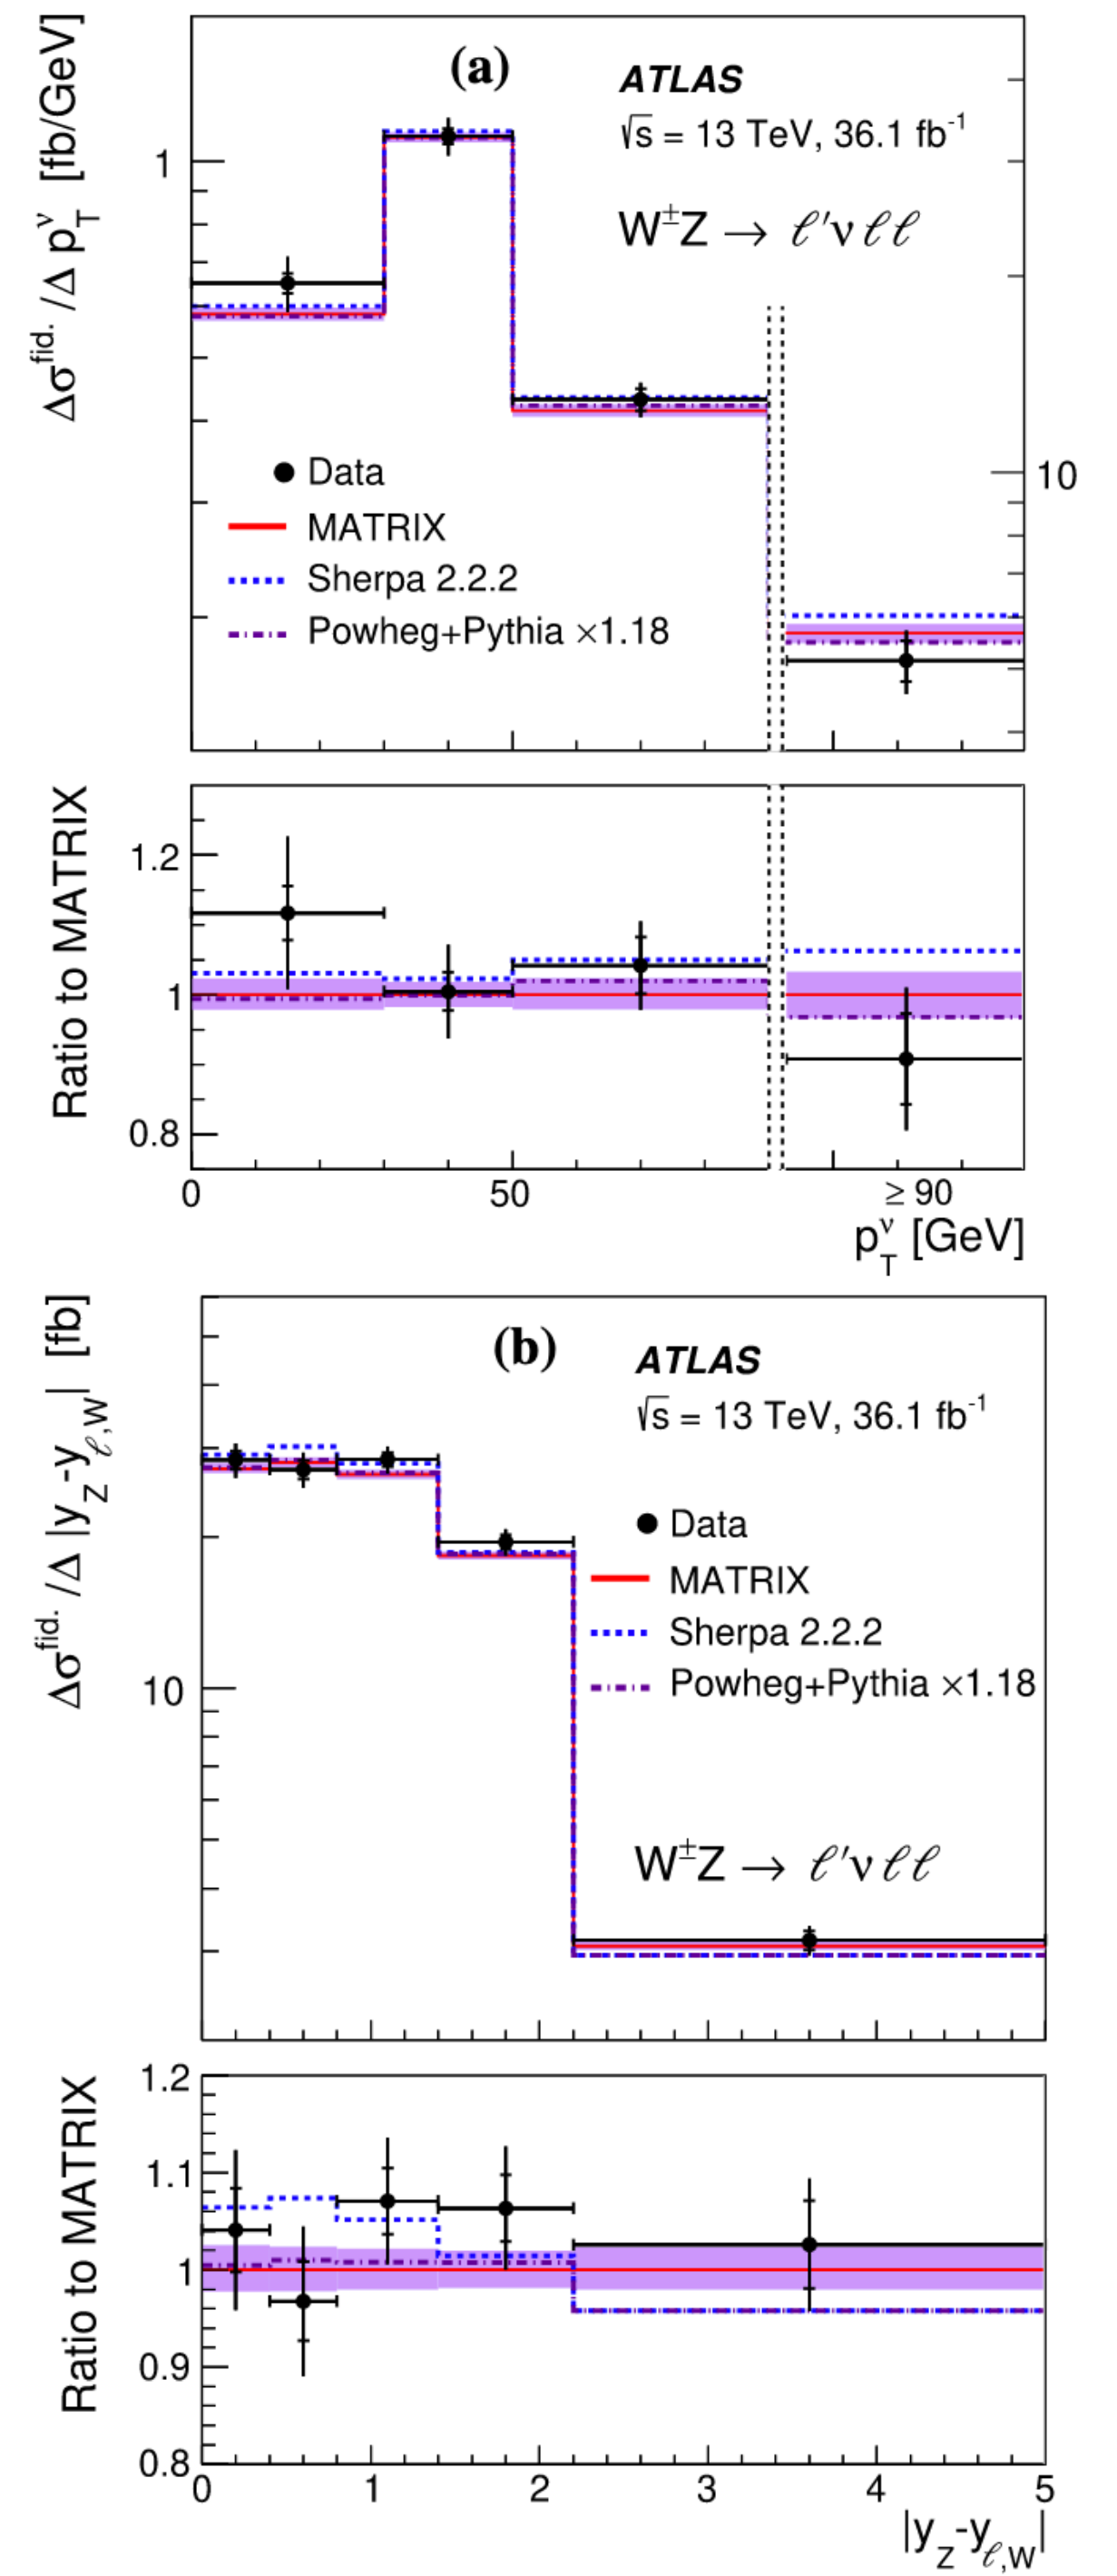 (a)
ATLAS
√s = 13 TeV, 36.1 fb⁻¹
W±Z → ℓ′νℓℓ
Δσ^fid. /Δ p_T^ν [fb/GeV]
1
10
Data
MATRIX
Sherpa 2.2.2
Powheg+Pythia ×1.18
Ratio to MATRIX
1.2
1
0.8
0 50 ≥ 90
p_T^ν [GeV]
(b)
ATLAS
√s = 13 TeV, 36.1 fb⁻¹
Δσ^fid. /Δ |y_Z-y_ℓ,W| [fb]
Data
MATRIX
Sherpa 2.2.2
Powheg+Pythia ×1.18
10
W±Z → ℓ′νℓℓ
Ratio to MATRIX
1.2
1.1
1
0.9
0.8
0 1 2 3 4 5
|y_Z-y_ℓ,W|